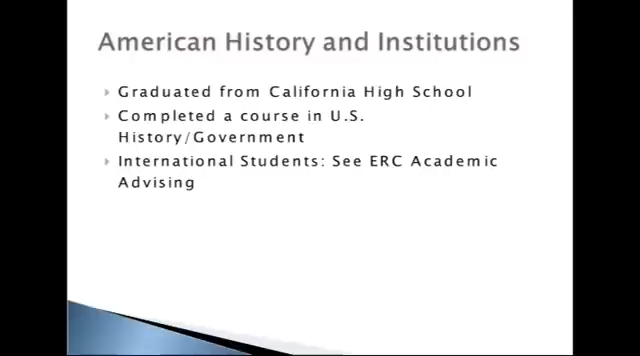 American History and Institutions
Graduated from California High School
Completed a course in U.S.
History/Government
International Students: See ERC Academic
Advising